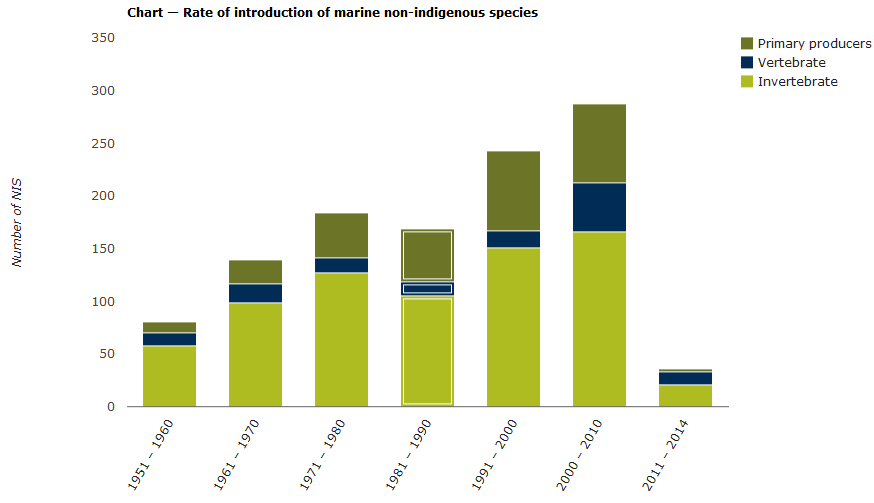 Chart — Rate of introduction of marine non-indigenous species
350
300
250
200
150
100
50
0
Number of NIS
1951 – 1960
1961 – 1970
1971 – 1980
1981 – 1990
1991 – 2000
2000 – 2010
2011 – 2014
Primary producers
Vertebrate
Invertebrate